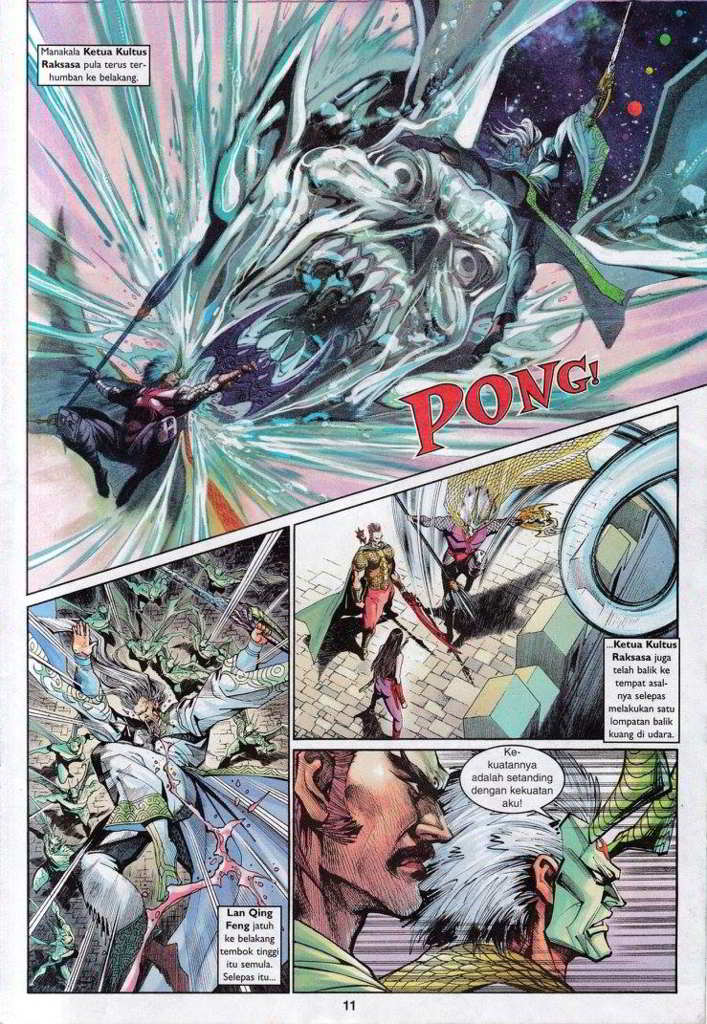 Manakala Ketua Kultus
Raksasa pula terus ter-
humban ke belakang.
PONG!
...Ketua Kultus
Raksasa juga
telah balik ke
tempat asal-
nya selepas
melakukan satu
lompatan balik
kuang di udara.
Lan Qing
Feng jatuh
ke belakang
tembok tinggi
itu semula.
Selepas itu...
Ke-
kuatannya
adalah setanding
dengan kekuatan
aku!
11